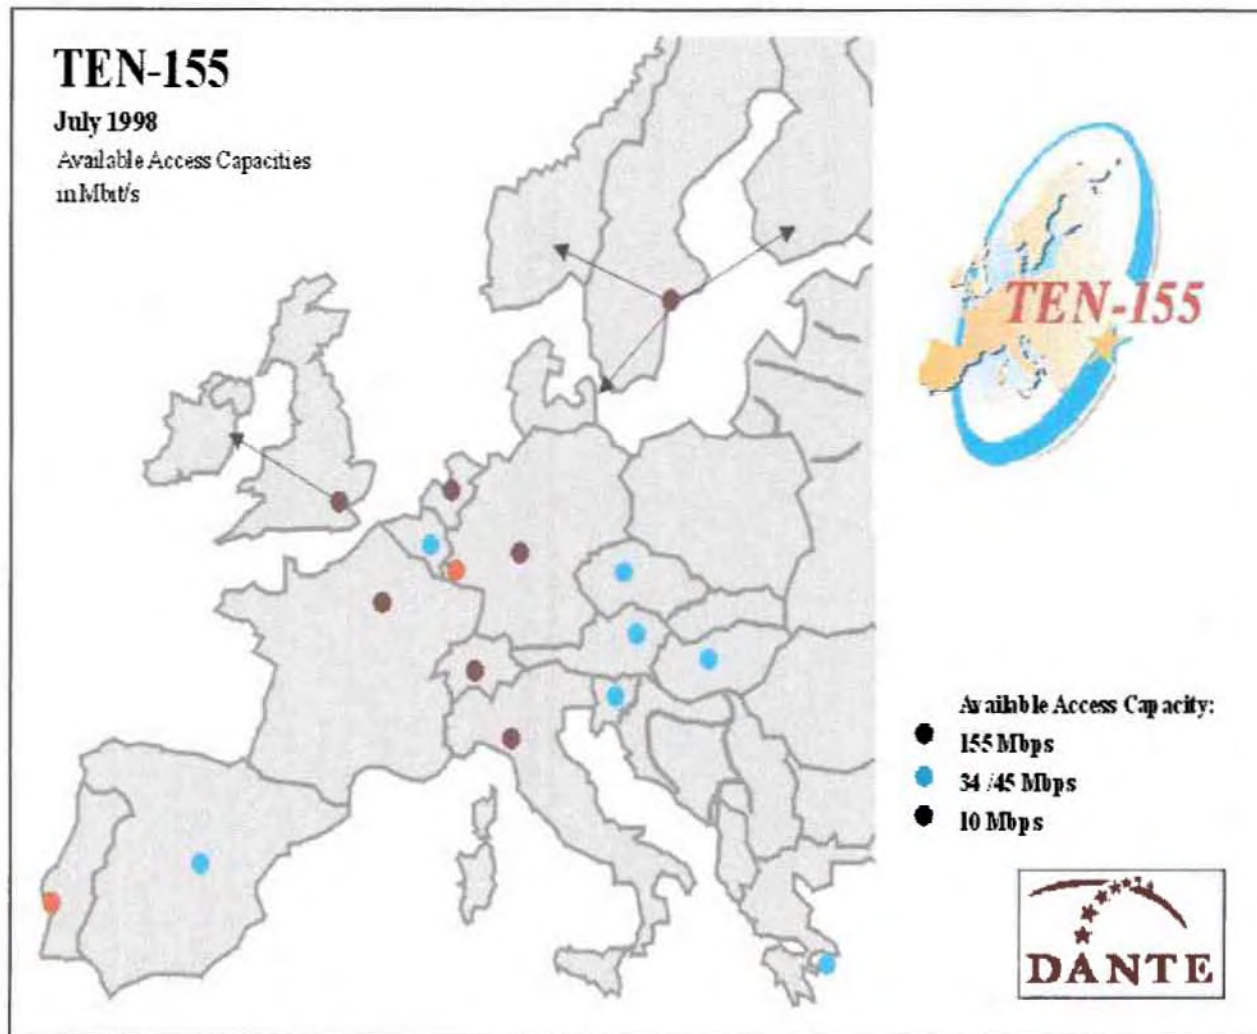 TEN-155
July 1998
Available Access Capacities
in Mbit/s
TEN-155
Available Access Capacity:
155 Mbps
34 /45 Mbps
10 Mbps
DANTE